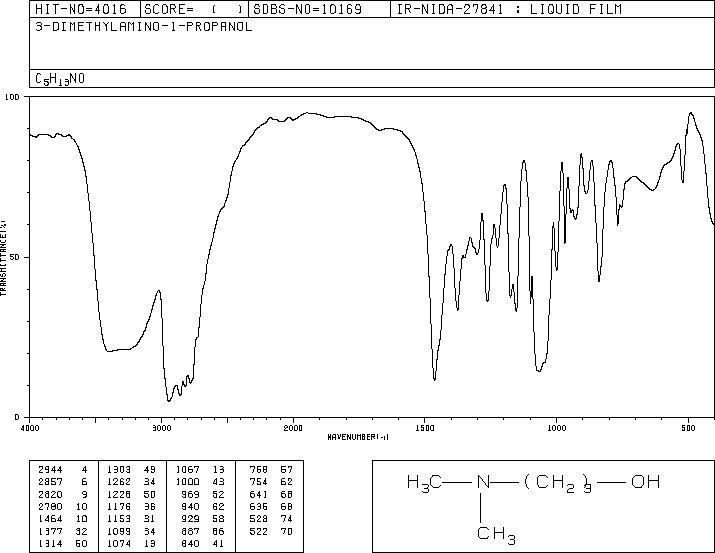 HIT-NO=4016 SCORE= ( ) SDBS-NO=10169 IR-NIDA-27841 : LIQUID FILM
3-DIMETHYLAMINO-1-PROPANOL
C5H13NO
100
50
0
TRANSMITTANCE(%)
4000 3000 2000 1500 1000 500
WAVENUMBER(-1)
2944 4 1303 49 1067 13 768 57
2857 6 1262 34 1000 43 754 62
2820 9 1228 50 969 52 641 68
2780 10 1176 36 940 62 636 68
1464 10 1153 31 929 58 528 74
1377 32 1099 34 887 66 522 70
1314 50 1074 13 840 41
H3C N (CH2)3 OH
CH3